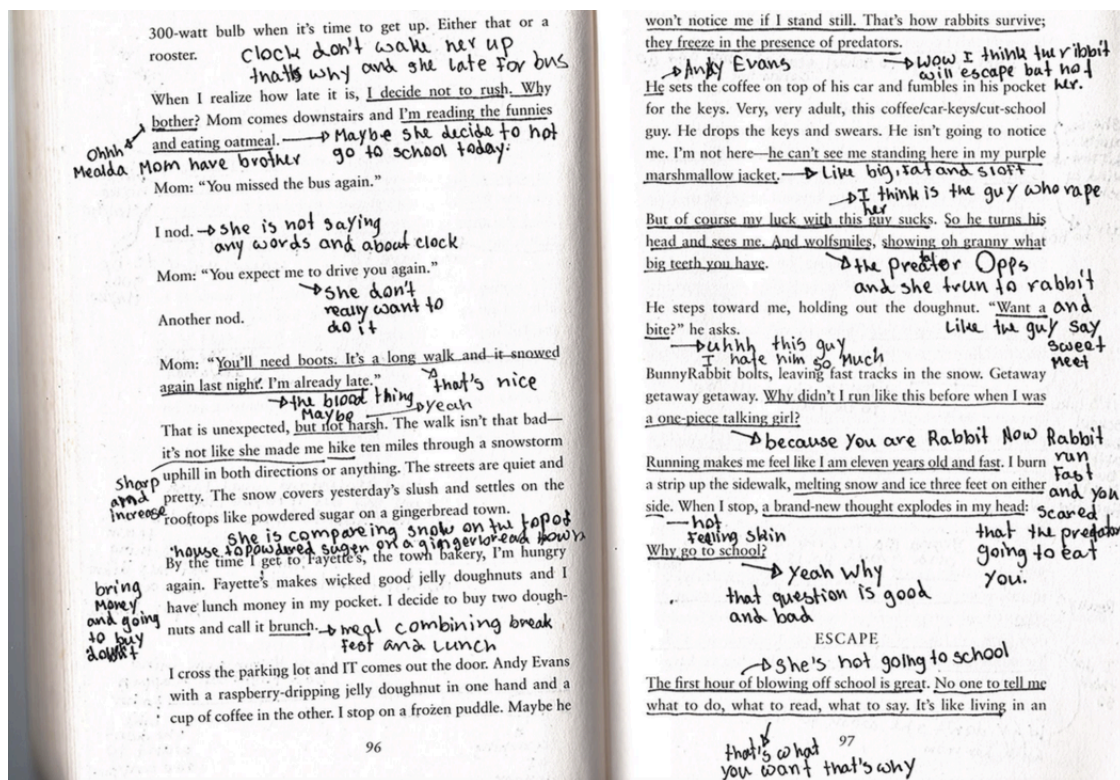 300-watt bulb when it's time to get up. Either that or a
rooster.
clock don't wake her up
that's why and she late for bus
When I realize how late it is, I decide not to rush. Why
bother? Mom comes downstairs and I'm reading the funnies
and eating oatmeal.
Maybe she decide to not
go to school today.
Ohhh
Mealda Mom have brother
Mom: "You missed the bus again."
I nod.
she is not saying
any words and about clock
Mom: "You expect me to drive you again."
she don't
really want to
do it
Another nod.
Mom: "You'll need boots. It's a long walk and it snowed
again last night. I'm already late."
that's nice
the blood thing
Maybe
yeah
That is unexpected, but not harsh. The walk isn't that bad—
it's not like she made me hike ten miles through a snowstorm
uphill in both directions or anything. The streets are quiet and
pretty. The snow covers yesterday's slush and settles on the
rooftops like powdered sugar on a gingerbread town.
sharp
amd
increase
she is compareing snow on the topof
house to powdered sugen on a gingerbread town
By the time I get to Fayette's, the town bakery, I'm hungry
again. Fayette's makes wicked good jelly doughnuts and I
have lunch money in my pocket. I decide to buy two dough-
nuts and call it brunch.
meal combining break
fest and Lunch
bring
money
and going
to buy
I cross the parking lot and IT comes out the door. Andy Evans
with a raspberry-dripping jelly doughnut in one hand and a
cup of coffee in the other. I stop on a frozen puddle. Maybe he
96
won't notice me if I stand still. That's how rabbits survive;
they freeze in the presence of predators.
Andy Evans
wow I think the ribbit
will escape but not
her.
He sets the coffee on top of his car and fumbles in his pocket
for the keys. Very, very adult, this coffee/car-keys/cut-school
guy. He drops the keys and swears. He isn't going to notice
me. I'm not here—he can't see me standing here in my purple
marshmallow jacket.
Like big, fat and sloft
I think is the guy who rape
her
But of course my luck with this guy sucks. So he turns his
head and sees me. And wolfsmiles, showing oh granny what
big teeth you have.
the predator Opps
and she trun to rabbit
He steps toward me, holding out the doughnut. "Want a
bite?" he asks.
and
Like the guy say
sweet
meet
uhhh this guy
I hate him so much
BunnyRabbit bolts, leaving fast tracks in the snow. Getaway
getaway getaway. Why didn't I run like this before when I was
a one-piece talking girl?
because you are Rabbit Now Rabbit
run
Fast
and you
scared
that the predator
going to eat
you.
Running makes me feel like I am eleven years old and fast. I burn
a strip up the sidewalk, melting snow and ice three feet on either
side. When I stop, a brand-new thought explodes in my head:
hot
feeling skin
Why go to school?
yeah why
that question is good
and bad
ESCAPE
she's not going to school
The first hour of blowing off school is great. No one to tell me
what to do, what to read, what to say. It's like living in an
97
that's what
you want that's why